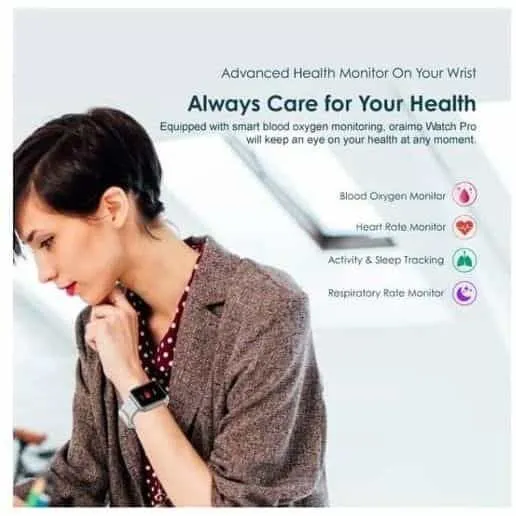 Advanced Health Monitor On Your Wrist
Always Care for Your Health
Equipped with smart blood oxygen monitoring, oraimo Watch Pro
will keep an eye on your health at any moment.
Blood Oxygen Monitor
Heart Rate Monitor
Activity & Sleep Tracking
Respiratory Rate Monitor